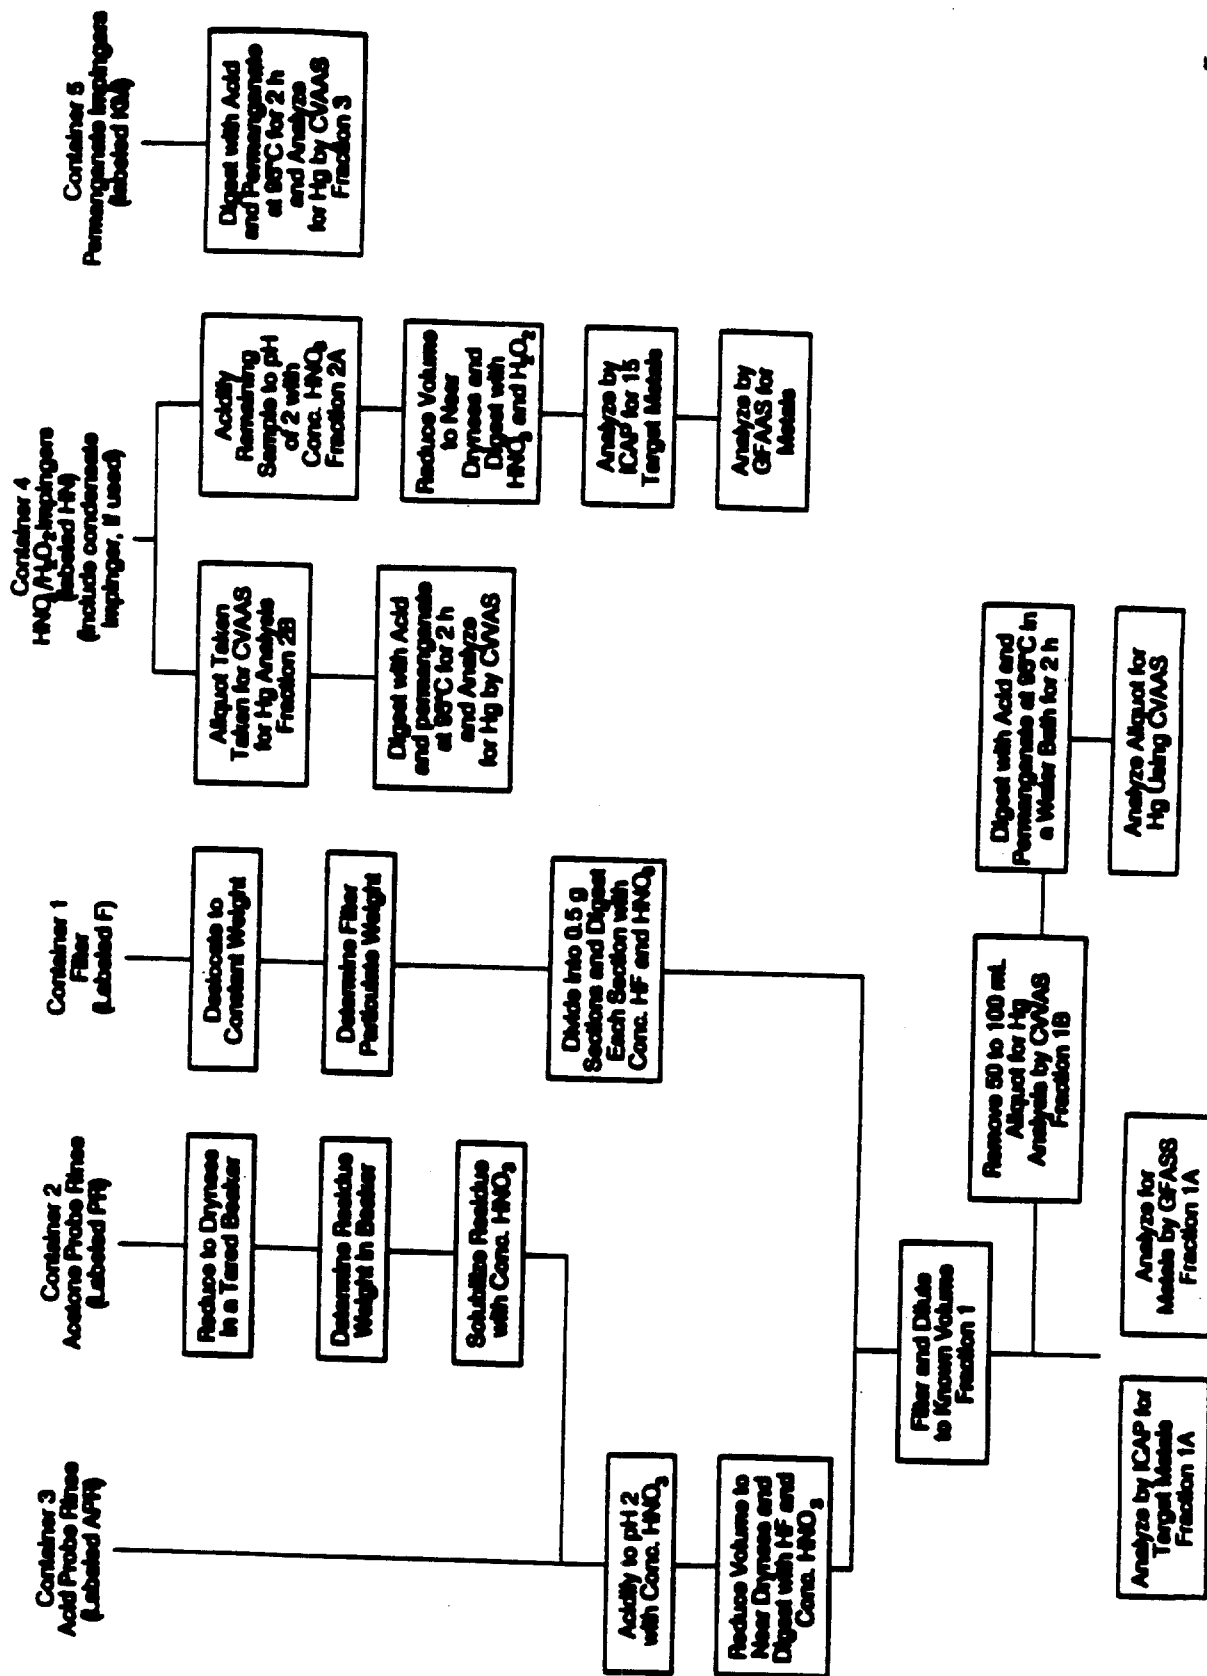 Container 3
Acid Probe Rinse
(Labeled APR)
Acidify to pH 2
with Conc. HNO₃
Reduce Volume to
Near Dryness and
Digest with HF and
Conc. HNO₃
Container 2
Acetone Probe Rinse
(Labeled PR)
Reduce to Dryness
in a Tared Beaker
Determine Residue
Weight in Beaker
Solubilize Residue
with Conc. HNO₃
Container 1
Filter
(Labeled F)
Desiccate to
Constant Weight
Determine Filter
Particulate Weight
Divide into 0.5 g
Sections and Digest
Each Section with
Conc. HF and HNO₃
Filter and Dilute
to Known Volume
Fraction 1
Analyze by ICAP for
Target Metals
Fraction 1A
Analyze for
Metals by GFASS
Fraction 1A
Remove 50 to 100 mL
Aliquot for Hg
Analysis by CVVAS
Fraction 1B
Digest with Acid and
Permanganate at 95°C in
a Water Bath for 2 h
Analyze Aliquot for
Hg Using CVAAS
Container 4
HNO₃/H₂O₂ Impingers
(labeled HN)
(include condensate
impinger, if used)
Aliquot Taken
Taken for CVAAS
for Hg Analysis
Fraction 2B
Digest with Acid
and permanganate
at 95°C for 2 h
and Analyze
for Hg by CVVAS
Acidify
Remaining
Sample to pH
of 2 with
Conc. HNO₃
Fraction 2A
Reduce Volume
to Near
Dryness and
Digest with
HNO₃ and H₂O₂
Analyze by
ICAP for 15
Target Metals
Analyze by
GFAAS for
Metals
Container 5
Permanganate Impingers
(labeled KM)
Digest with Acid
and Permanganate
at 95°C for 2 h
and Analyze
for Hg by CVAAS
Fraction 3